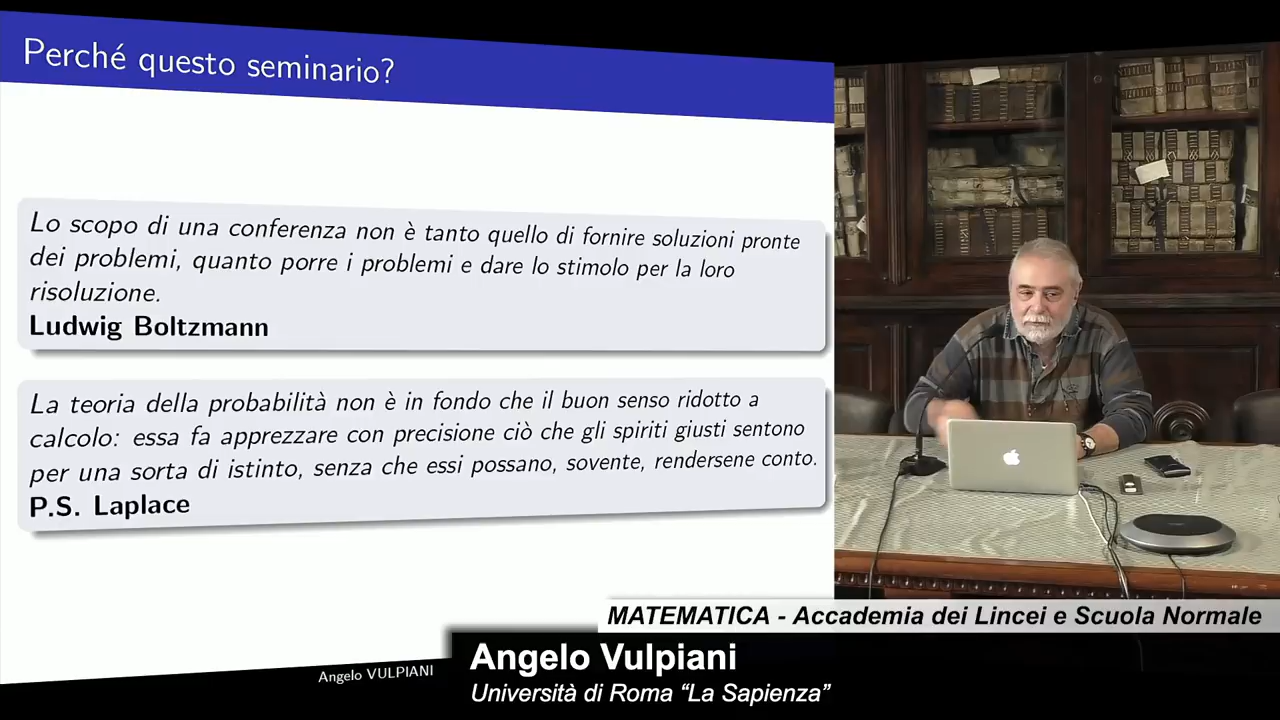 Perché questo seminario?
Lo scopo di una conferenza non è tanto quello di fornire soluzioni pronte
dei problemi, quanto porre i problemi e dare lo stimolo per la loro
risoluzione.
Ludwig Boltzmann
La teoria della probabilità non è in fondo che il buon senso ridotto a
calcolo: essa fa apprezzare con precisione ciò che gli spiriti giusti sentono
per una sorta di istinto, senza che essi possano, sovente, rendersene conto.
P.S. Laplace
Angelo VULPIANI
MATEMATICA - Accademia dei Lincei e Scuola Normale
Angelo Vulpiani
Università di Roma “La Sapienza”